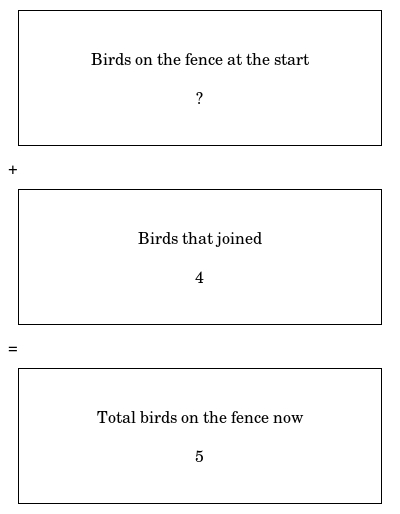 Birds on the fence at the start
?
+
Birds that joined
4
=
Total birds on the fence now
5